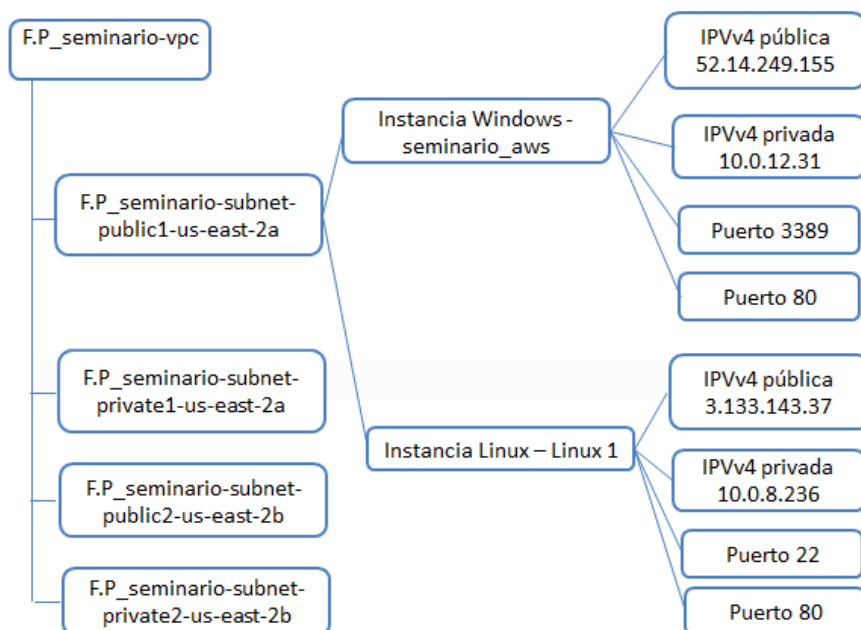 F.P_seminario-vpc
F.P_seminario-subnet-
public1-us-east-2a
F.P_seminario-subnet-
private1-us-east-2a
F.P_seminario-subnet-
public2-us-east-2b
F.P_seminario-subnet-
private2-us-east-2b
Instancia Windows -
seminario_aws
Instancia Linux – Linux 1
IPVv4 pública
52.14.249.155
IPVv4 privada
10.0.12.31
Puerto 3389
Puerto 80
IPVv4 pública
3.133.143.37
IPVv4 privada
10.0.8.236
Puerto 22
Puerto 80